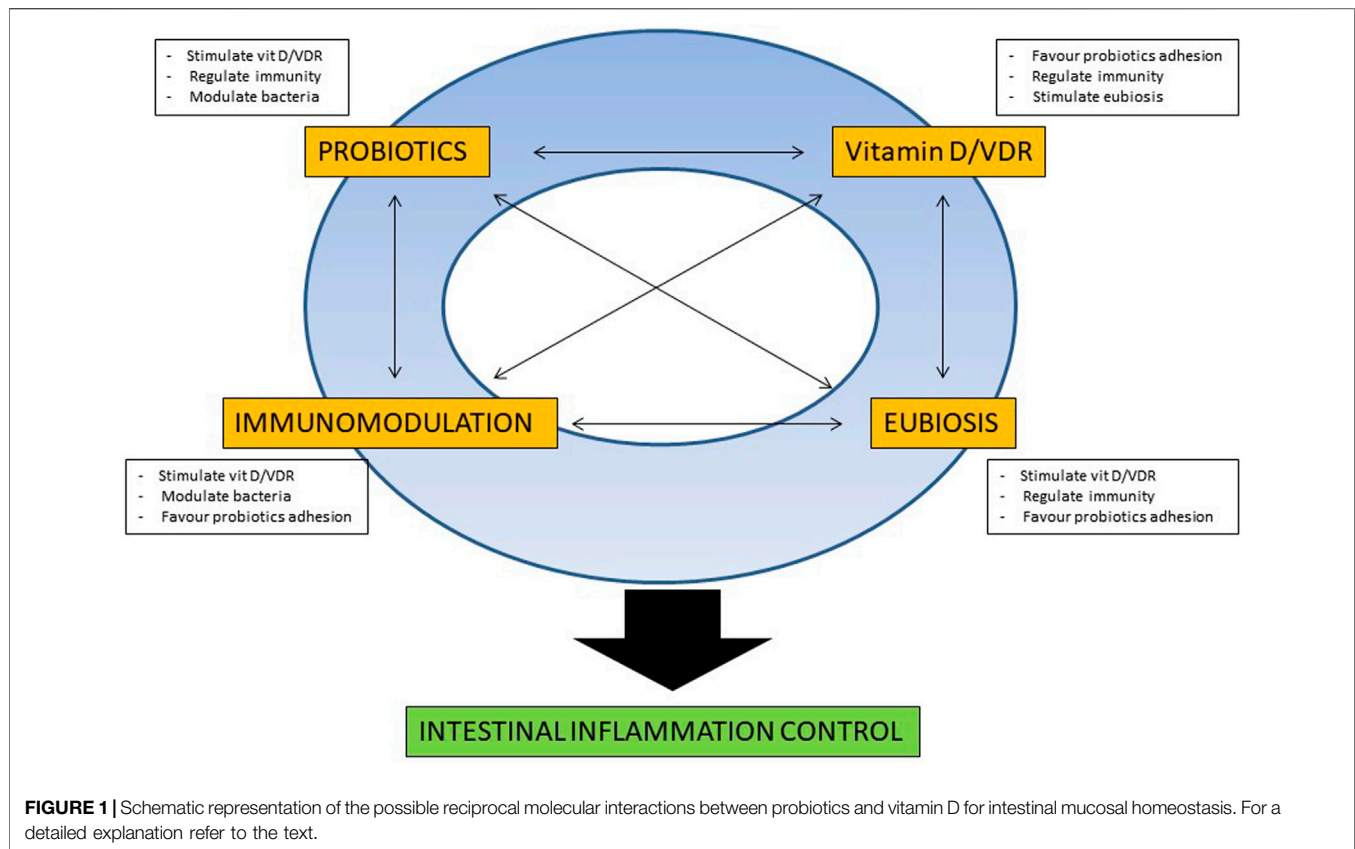 - Stimulate vit D/VDR
- Regulate immunity
- Modulate bacteria
- Favour probiotics adhesion
- Regulate immunity
- Stimulate eubiosis
PROBIOTICS
Vitamin D/VDR
IMMUNOMODULATION
EUBIOSIS
- Stimulate vit D/VDR
- Modulate bacteria
- Favour probiotics adhesion
- Stimulate vit D/VDR
- Regulate immunity
- Favour probiotics adhesion
INTESTINAL INFLAMMATION CONTROL
FIGURE 1 | Schematic representation of the possible reciprocal molecular interactions between probiotics and vitamin D for intestinal mucosal homeostasis. For a
detailed explanation refer to the text.